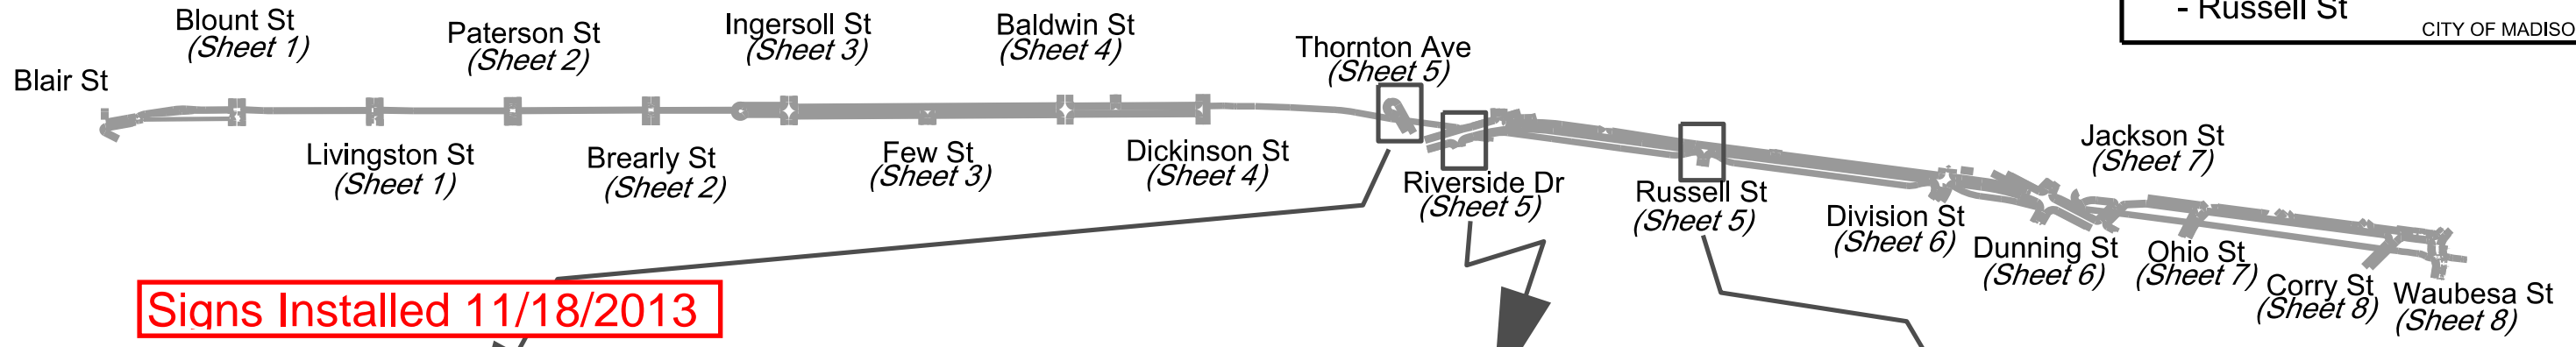 - Russell St
CITY OF MADISO
Blair St
Blount St
(Sheet 1)
Livingston St
(Sheet 1)
Paterson St
(Sheet 2)
Brearly St
(Sheet 2)
Ingersoll St
(Sheet 3)
Few St
(Sheet 3)
Baldwin St
(Sheet 4)
Dickinson St
(Sheet 4)
Thornton Ave
(Sheet 5)
Riverside Dr
(Sheet 5)
Russell St
(Sheet 5)
Division St
(Sheet 6)
Dunning St
(Sheet 6)
Jackson St
(Sheet 7)
Ohio St
(Sheet 7)
Corry St
(Sheet 8)
Waubesa St
(Sheet 8)
Signs Installed 11/18/2013